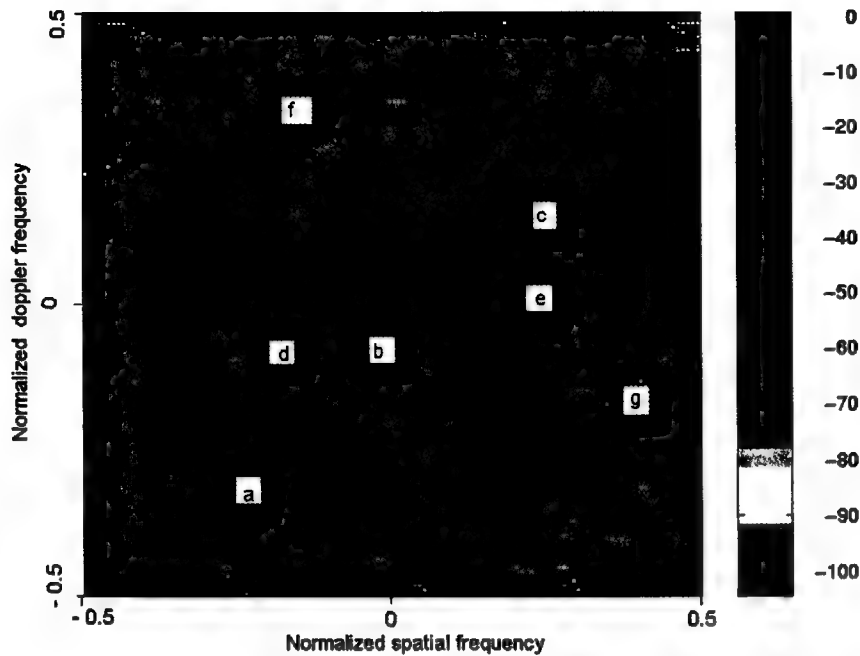 0.5
0
-0.5
-0.5
0
0.5
Normalized doppler frequency
Normalized spatial frequency
f
c
e
d
b
g
a
0
-10
-20
-30
-40
-50
-60
-70
-80
-90
-100